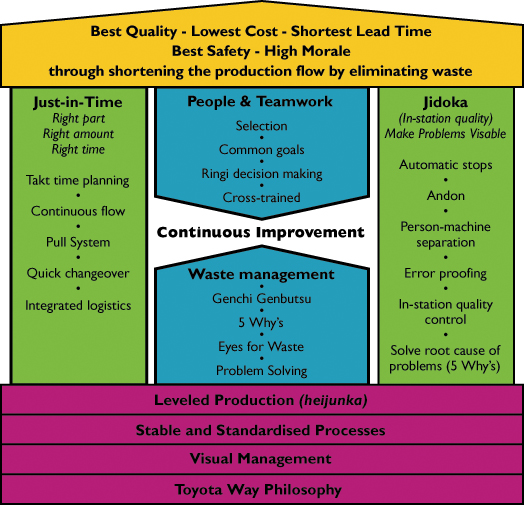 Best Quality - Lowest Cost - Shortest Lead Time
Best Safety - High Morale
through shortening the production flow by eliminating waste
Just-in-Time
Right part
Right amount
Right time
Takt time planning
•
Continuous flow
•
Pull System
•
Quick changeover
•
Integrated logistics
People & Teamwork
Selection
•
Common goals
•
Ringi decision making
•
Cross-trained
Continuous Improvement
Waste management
•
Genchi Genbutsu
•
5 Why's
•
Eyes for Waste
•
Problem Solving
Jidoka
(In-station quality)
Make Problems Visable
Automatic stops
•
Andon
•
Person-machine
separation
•
Error proofing
•
In-station quality
control
•
Solve root cause of
problems (5 Why's)
Leveled Production (heijunka)
Stable and Standardised Processes
Visual Management
Toyota Way Philosophy